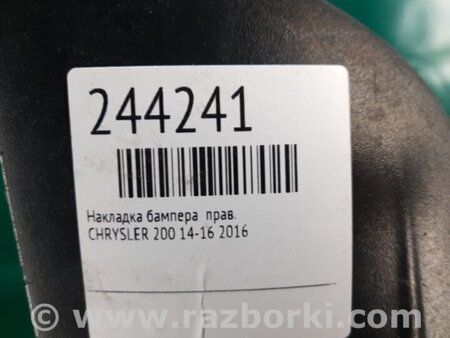 244241
Накладка бампера прав.
CHRYSLER 200 14-16 2016
www.razborki.com